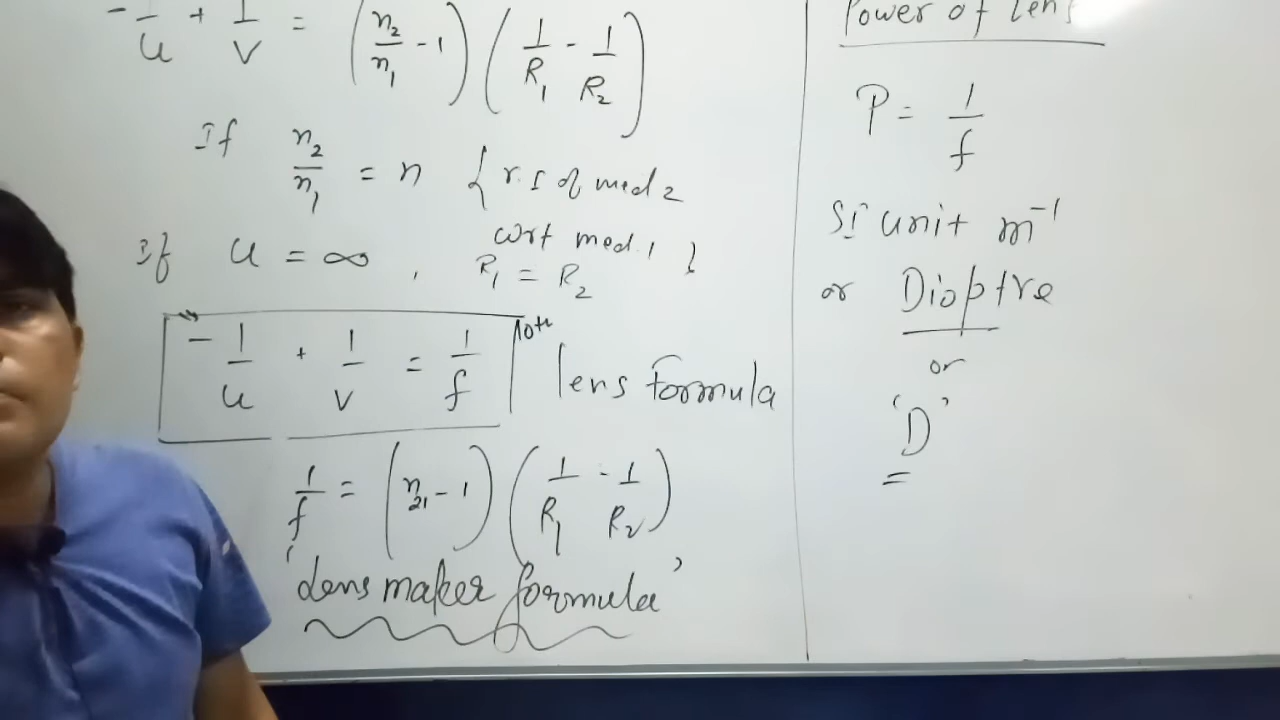 -1/u + 1/v = (n₂/n₁ - 1) (1/R₁ - 1/R₂)
If n₂/n₁ = n { r.I of med 2
wrt med. 1 }
If u = ∞ , R₁ = R₂
-1/u + 1/v = 1/f 10th lens formula
1/f = (n₂₁ - 1) (1/R₁ - 1/R₂)
'Lens maker formula'
Power of lens
P = 1/f
SI unit m⁻¹
or Dioptre
or
'D'